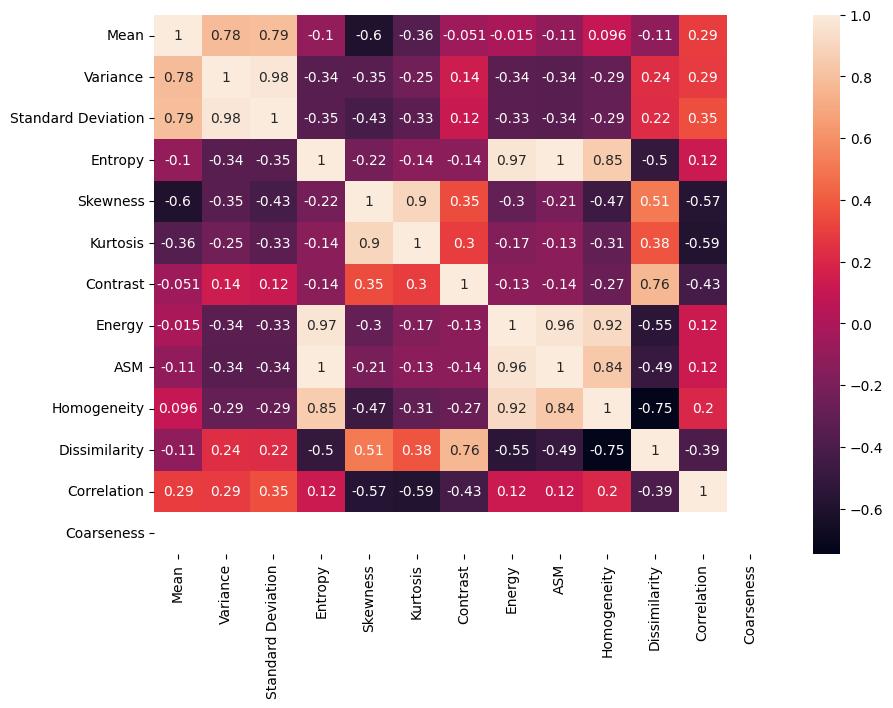 Mean 1 0.78 0.79 -0.1 -0.6 -0.36 -0.051 -0.015 -0.11 0.096 -0.11 0.29
Variance 0.78 1 0.98 -0.34 -0.35 -0.25 0.14 -0.34 -0.34 -0.29 0.24 0.29
Standard Deviation 0.79 0.98 1 -0.35 -0.43 -0.33 0.12 -0.33 -0.34 -0.29 0.22 0.35
Entropy -0.1 -0.34 -0.35 1 -0.22 -0.14 -0.14 0.97 1 0.85 -0.5 0.12
Skewness -0.6 -0.35 -0.43 -0.22 1 0.9 0.35 -0.3 -0.21 -0.47 0.51 -0.57
Kurtosis -0.36 -0.25 -0.33 -0.14 0.9 1 0.3 -0.17 -0.13 -0.31 0.38 -0.59
Contrast -0.051 0.14 0.12 -0.14 0.35 0.3 1 -0.13 -0.14 -0.27 0.76 -0.43
Energy -0.015 -0.34 -0.33 0.97 -0.3 -0.17 -0.13 1 0.96 0.92 -0.55 0.12
ASM -0.11 -0.34 -0.34 1 -0.21 -0.13 -0.14 0.96 1 0.84 -0.49 0.12
Homogeneity 0.096 -0.29 -0.29 0.85 -0.47 -0.31 -0.27 0.92 0.84 1 -0.75 0.2
Dissimilarity -0.11 0.24 0.22 -0.5 0.51 0.38 0.76 -0.55 -0.49 -0.75 1 -0.39
Correlation 0.29 0.29 0.35 0.12 -0.57 -0.59 -0.43 0.12 0.12 0.2 -0.39 1
Coarseness
Mean
Variance
Standard Deviation
Entropy
Skewness
Kurtosis
Contrast
Energy
ASM
Homogeneity
Dissimilarity
Correlation
Coarseness
1.0
0.8
0.6
0.4
0.2
0.0
−0.2
−0.4
−0.6